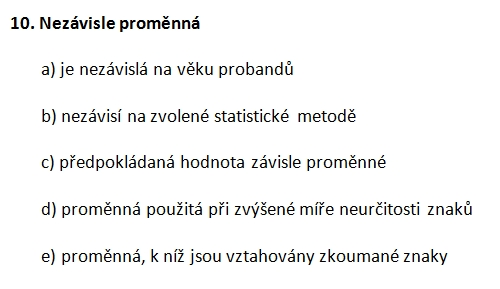 10. Nezávisle proměnná
a) je nezávislá na věku probandů
b) nezávisí na zvolené statistické metodě
c) předpokládaná hodnota závisle proměnné
d) proměnná použitá při zvýšené míře neurčitosti znaků
e) proměnná, k níž jsou vztahovány zkoumané znaky